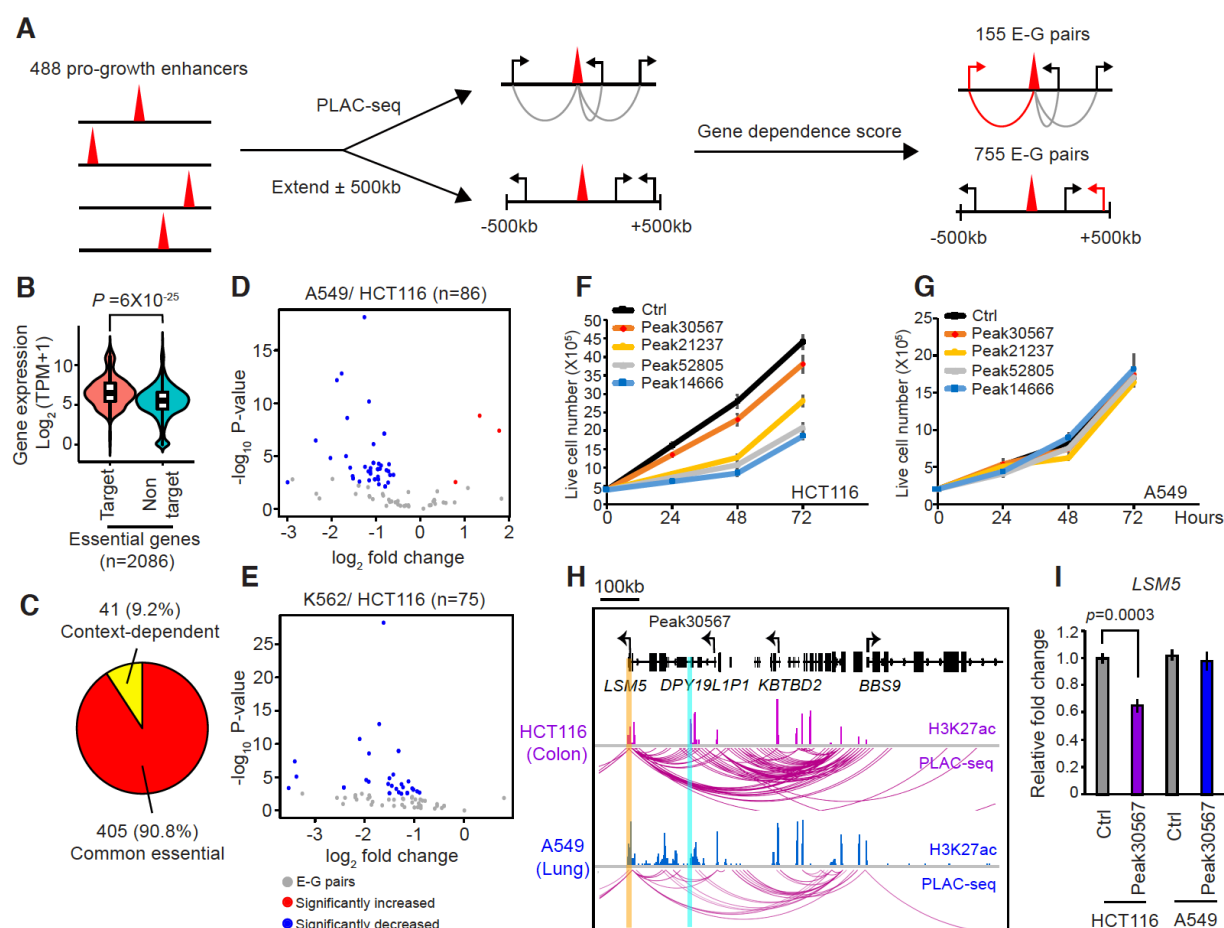 A
488 pro-growth enhancers
PLAC-seq
Extend ± 500kb
-500kb
+500kb
Gene dependence score
155 E-G pairs
755 E-G pairs
-500kb
+500kb
B
P =6X10-25
Gene expression
Log2 (TPM+1)
10
5
0
Target
Non
target
Essential genes
(n=2086)
C
41 (9.2%)
Context-dependent
405 (90.8%)
Common essential
D
A549/ HCT116 (n=86)
-log10 P-value
15
10
5
0
-3 -2 -1 0 1 2
log2 fold change
E
K562/ HCT116 (n=75)
-log10 P-value
25
20
15
10
5
0
-3 -2 -1 0
log2 fold change
E-G pairs
Significantly increased
Significantly decreased
F
Ctrl
Peak30567
Peak21237
Peak52805
Peak14666
Live cell number (X10⁵)
50
45
40
35
30
25
20
15
10
5
0
0 24 48 72
HCT116
G
Ctrl
Peak30567
Peak21237
Peak52805
Peak14666
Live cell number (X10⁵)
25
20
15
10
5
0
0 24 48 72 Hours
A549
H
100kb
Peak30567
LSM5 DPY19L1P1 KBTBD2 BBS9
HCT116
(Colon)
H3K27ac
PLAC-seq
A549
(Lung)
H3K27ac
PLAC-seq
I
LSM5
p=0.0003
Relative fold change
1.2
1.0
0.8
0.6
0.4
0.2
0
Ctrl
Peak30567
Ctrl
Peak30567
HCT116 A549